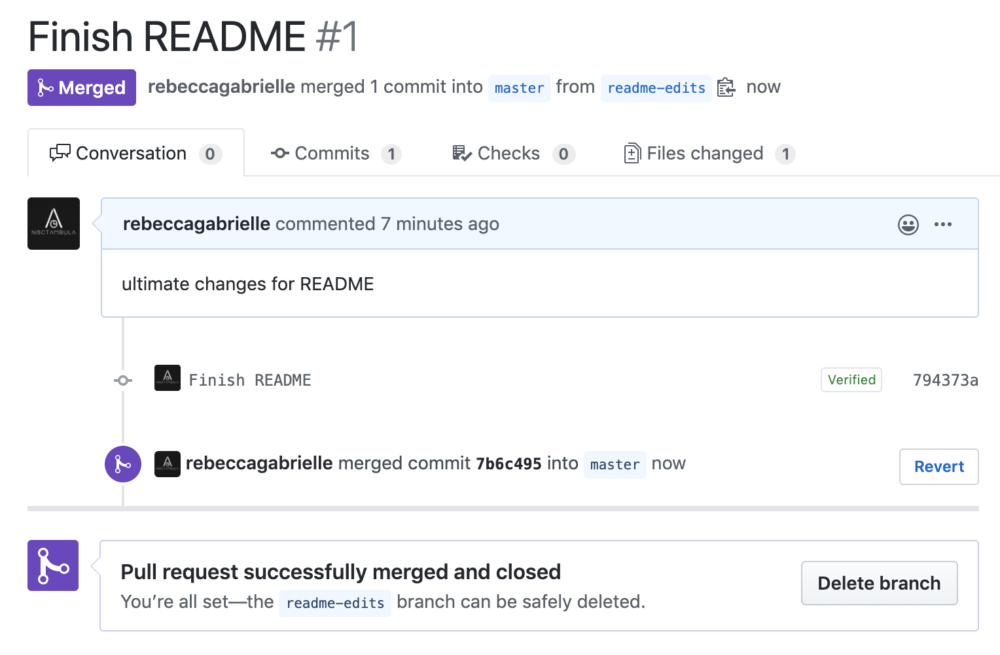 Finish README #1
Merged rebeccagabrielle merged 1 commit into master from readme-edits now
Conversation 0 Commits 1 Checks 0 Files changed 1
NOCTAMBULA
rebeccagabrielle commented 7 minutes ago
ultimate changes for README
Finish README Verified 794373a
rebeccagabrielle merged commit 7b6c495 into master now Revert
Pull request successfully merged and closed
You’re all set—the readme-edits branch can be safely deleted.
Delete branch